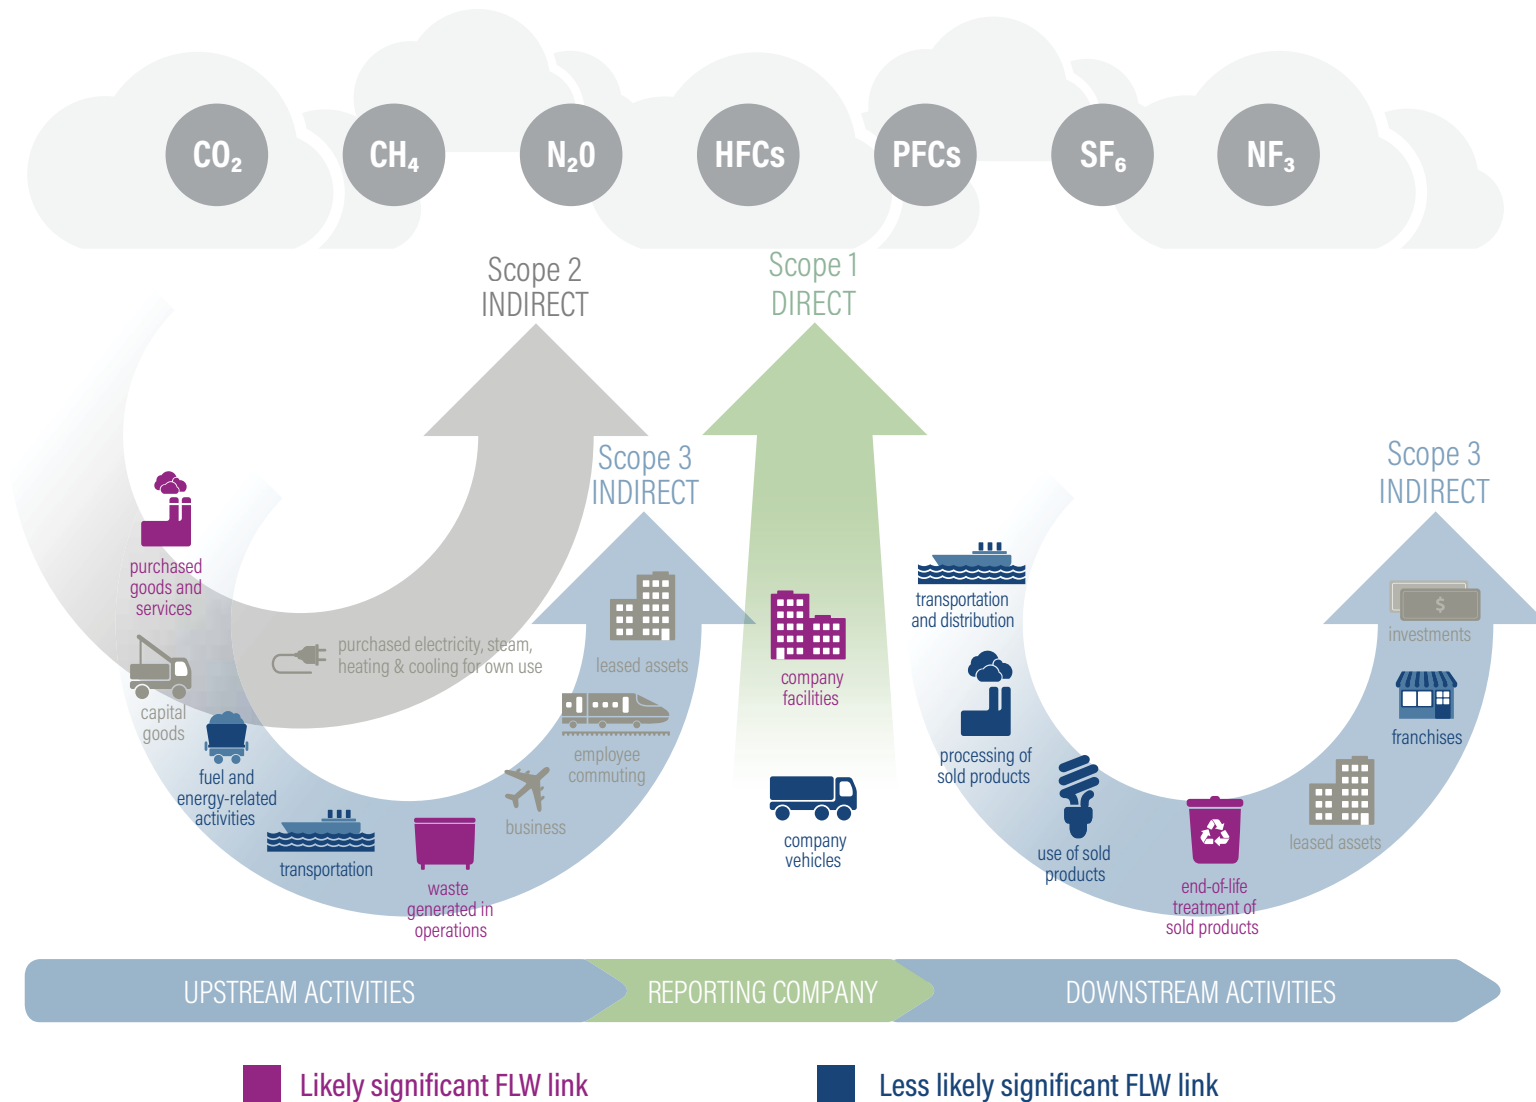 CO₂
CH₄
N₂O
HFCs
PFCs
SF₆
NF₃
Scope 2
INDIRECT
Scope 1
DIRECT
Scope 3
INDIRECT
Scope 3
INDIRECT
purchased
goods and
services
capital
goods
fuel and
energy-related
activities
transportation
waste
generated in
operations
business
employee
commuting
leased assets
purchased electricity, steam,
heating & cooling for own use
company
facilities
company
vehicles
transportation
and distribution
processing of
sold products
use of sold
products
end-of-life
treatment of
sold products
leased assets
franchises
$
investments
UPSTREAM ACTIVITIES
REPORTING COMPANY
DOWNSTREAM ACTIVITIES
Likely significant FLW link
Less likely significant FLW link